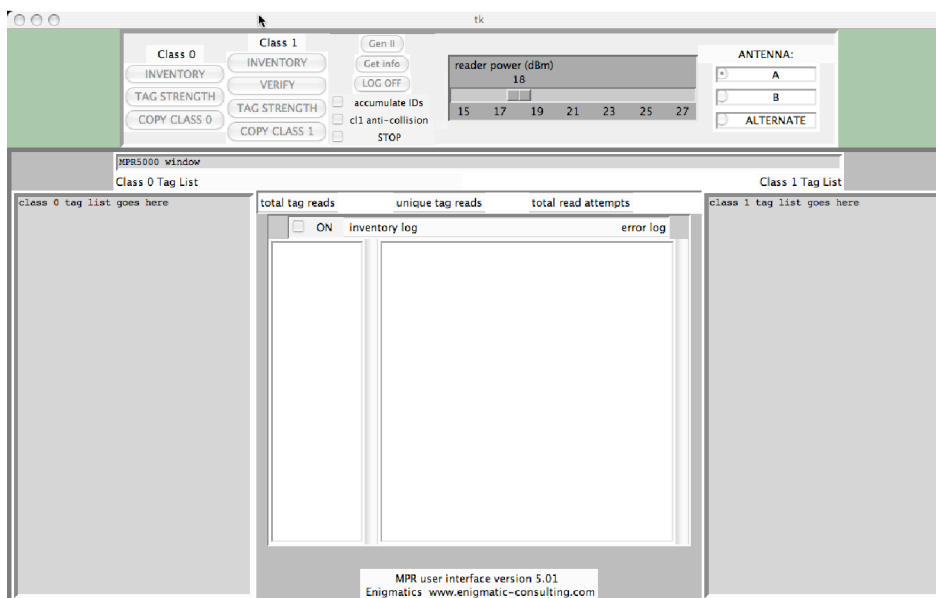 tk
Class 0
INVENTORY
TAG STRENGTH
COPY CLASS 0
Class 1
INVENTORY
VERIFY
TAG STRENGTH
COPY CLASS 1
Gen II
Get info
LOG OFF
accumulate IDs
cl1 anti-collision
STOP
reader power (dBm)
18
15 17 19 21 23 25 27
ANTENNA:
A
B
ALTERNATE
MPR5000 window
Class 0 Tag List
Class 1 Tag List
class 0 tag list goes here
total tag reads unique tag reads total read attempts
ON inventory log error log
class 1 tag list goes here
MPR user interface version 5.01
Enigmatics www.enigmatic-consulting.com